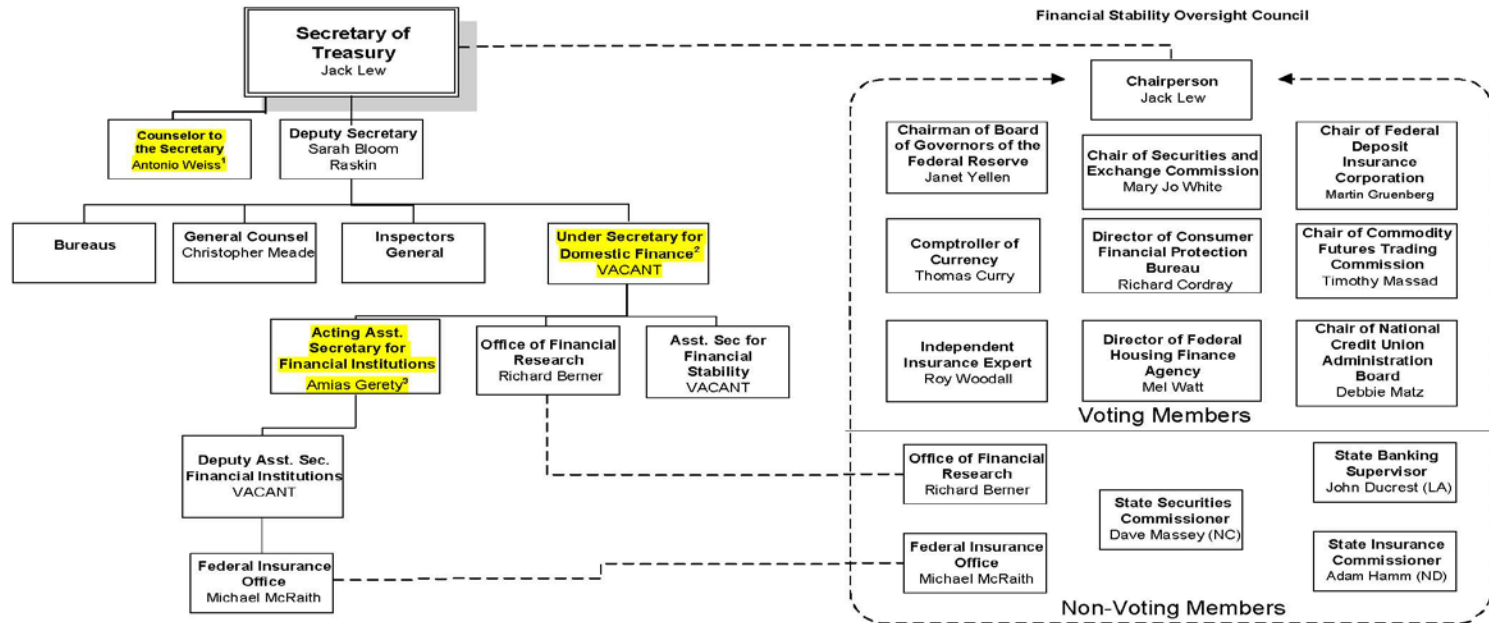 Financial Stability Oversight Council
Secretary of
Treasury
Jack Lew
Chairperson
Jack Lew
Counselor to
the Secretary
Antonio Weiss¹
Deputy Secretary
Sarah Bloom
Raskin
Bureaus
General Counsel
Christopher Meade
Inspectors
General
Under Secretary for
Domestic Finance²
VACANT
Acting Asst.
Secretary for
Financial Institutions
Amias Gerety³
Office of Financial
Research
Richard Berner
Asst. Sec for
Financial
Stability
VACANT
Deputy Asst. Sec.
Financial Institutions
VACANT
Federal Insurance
Office
Michael McRaith
Chairman of Board
of Governors of the
Federal Reserve
Janet Yellen
Chair of Securities and
Exchange Commission
Mary Jo White
Chair of Federal
Deposit
Insurance
Corporation
Martin Gruenberg
Comptroller of
Currency
Thomas Curry
Director of Consumer
Financial Protection
Bureau
Richard Cordray
Chair of Commodity
Futures Trading
Commission
Timothy Massad
Independent
Insurance Expert
Roy Woodall
Director of Federal
Housing Finance
Agency
Mel Watt
Chair of National
Credit Union
Administration
Board
Debbie Matz
Voting Members
Office of Financial
Research
Richard Berner
State Securities
Commissioner
Dave Massey (NC)
State Banking
Supervisor
John Ducrest (LA)
Federal Insurance
Office
Michael McRaith
State Insurance
Commissioner
Adam Hamm (ND)
Non-Voting Members